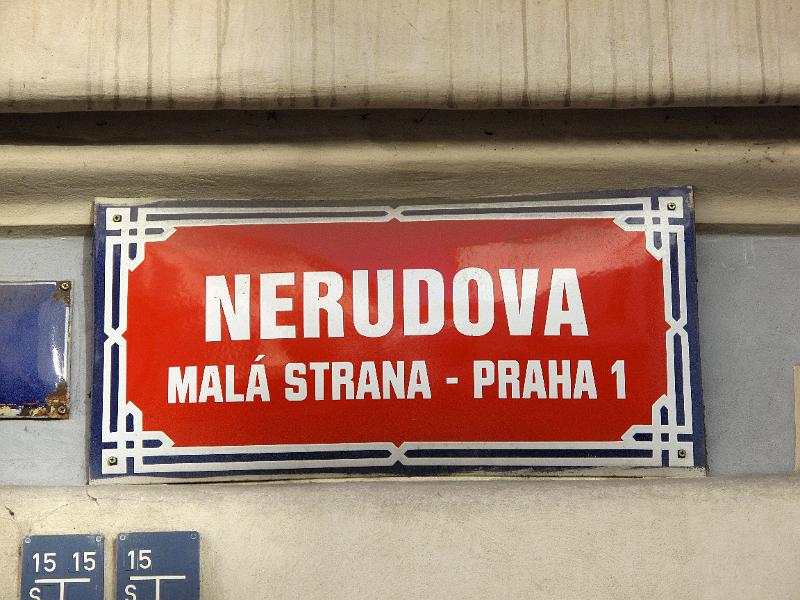 NERUDOVA
MALÁ STRANA - PRAHA 1
15 15
S
15
S